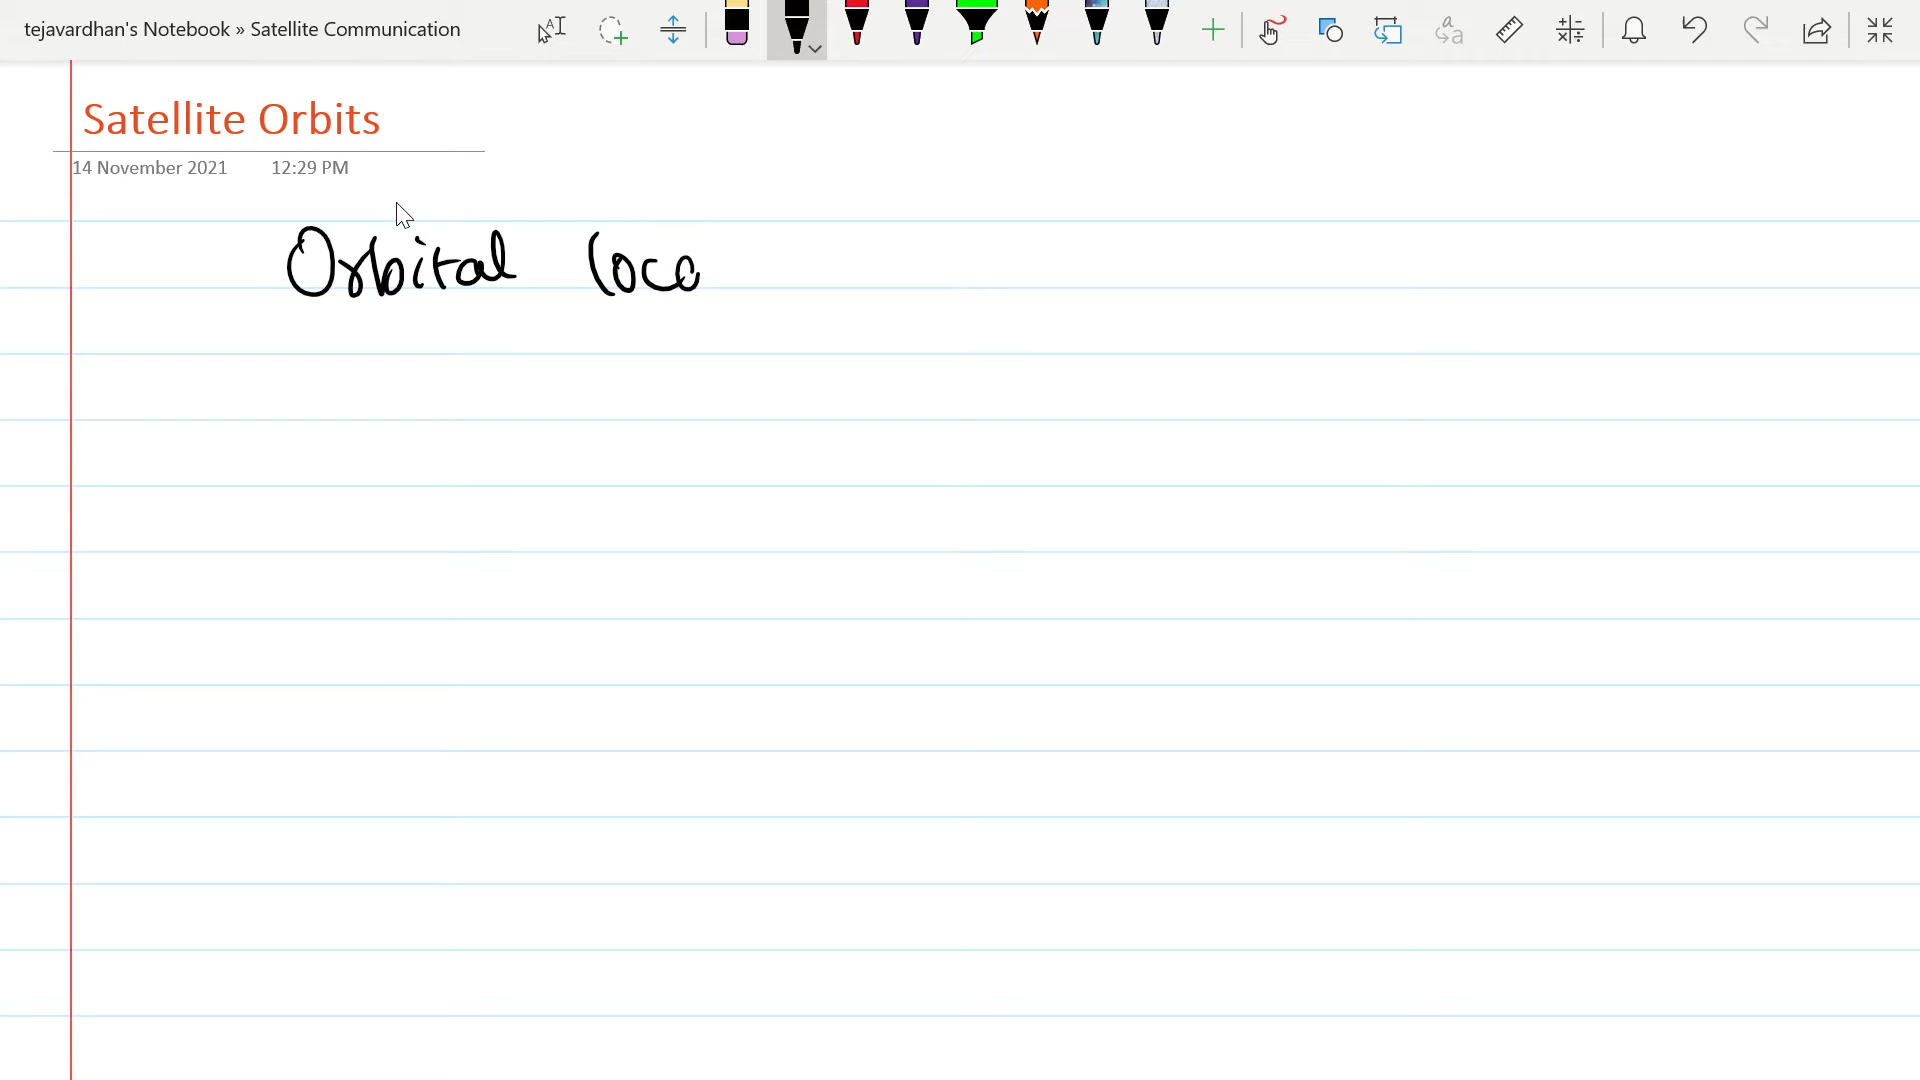 tejavardhan's Notebook » Satellite Communication
Satellite Orbits
14 November 2021 12:29 PM
Orbital loca